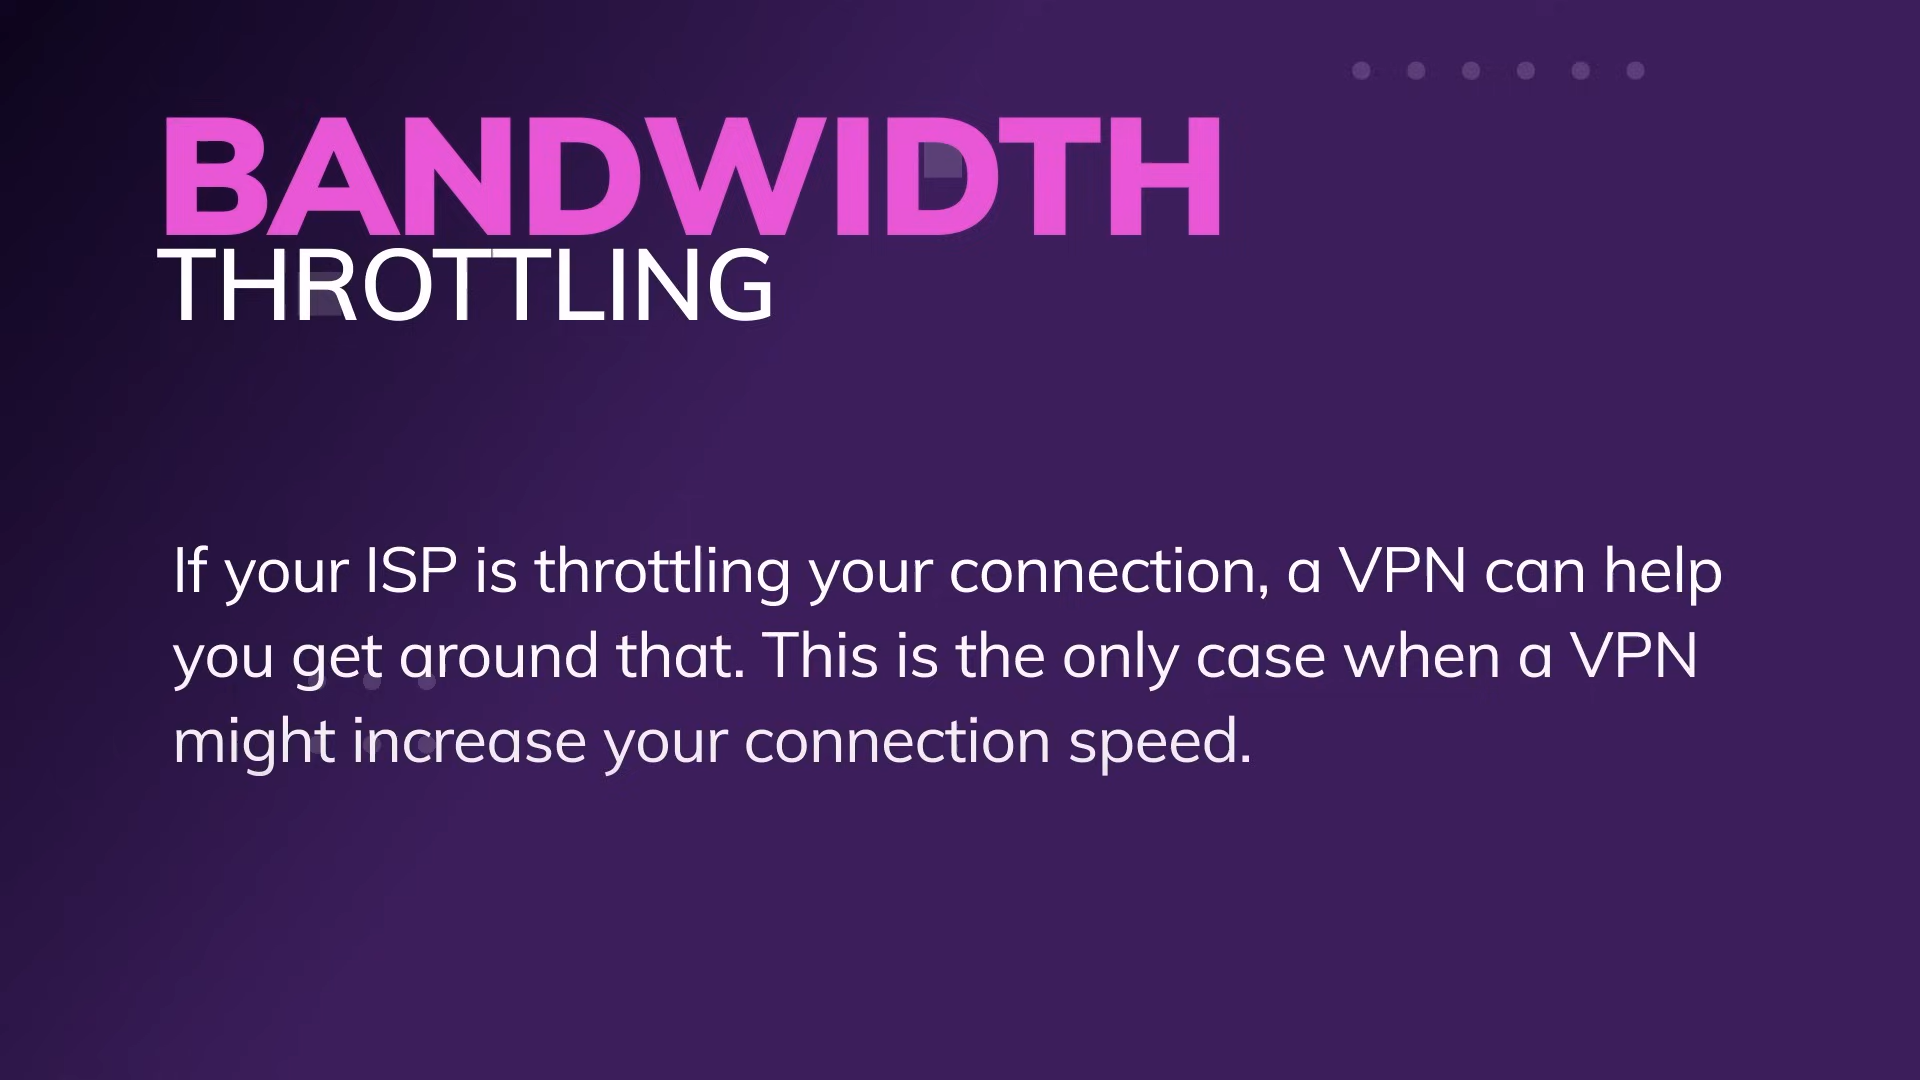 BANDWIDTH
THROTTLING
If your ISP is throttling your connection, a VPN can help
you get around that. This is the only case when a VPN
might increase your connection speed.